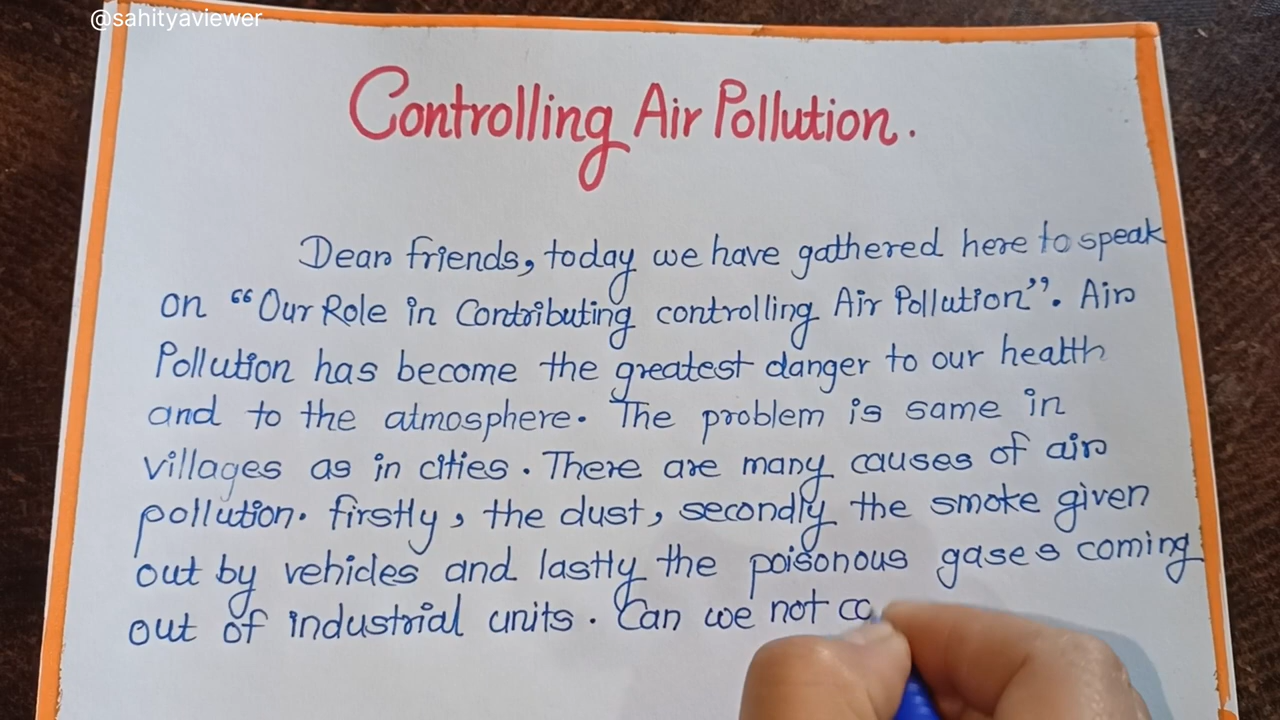 @sahityaviewer
Controlling Air Pollution.
Dear friends, today we have gathered here to speak
on "Our Role in Contributing controlling Air Pollution". Air
Pollution has become the greatest danger to our health
and to the atmosphere. The problem is same in
villages as in cities. There are many causes of air
pollution. firstly, the dust, secondly the smoke given
out by vehicles and lastly the poisonous gases coming
out of industrial units. Can we not co